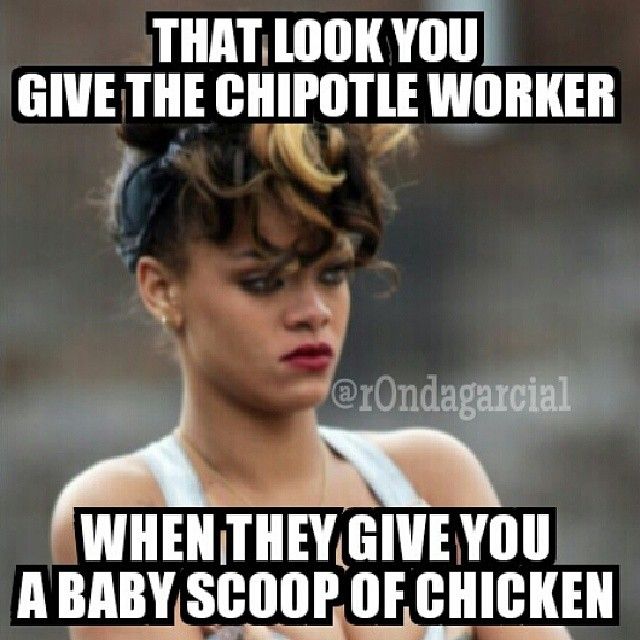 THAT LOOK YOU
GIVE THE CHIPOTLE WORKER
@r0ndagarcial
WHEN THEY GIVE YOU
A BABY SCOOP OF CHICKEN